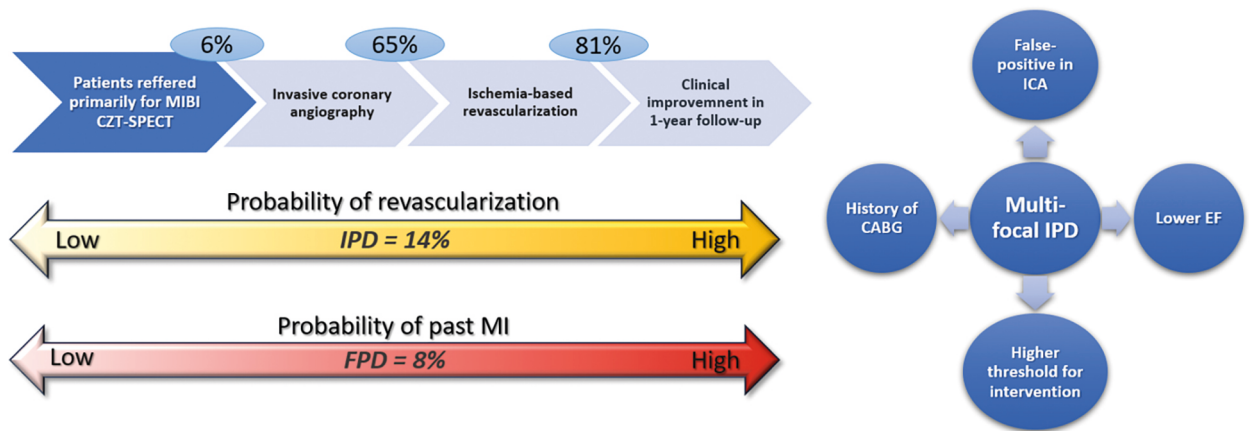 6%
65%
81%
Patients reffered
primarily for MIBI
CZT-SPECT
Invasive coronary
angiography
Ischemia-based
revascularization
Clinical
improvemnent in
1-year follow-up
Probability of revascularization
Low
IPD = 14%
High
Probability of past MI
Low
FPD = 8%
High
False-
positive in
ICA
History of
CABG
Multi-
focal IPD
Lower EF
Higher
threshold for
intervention